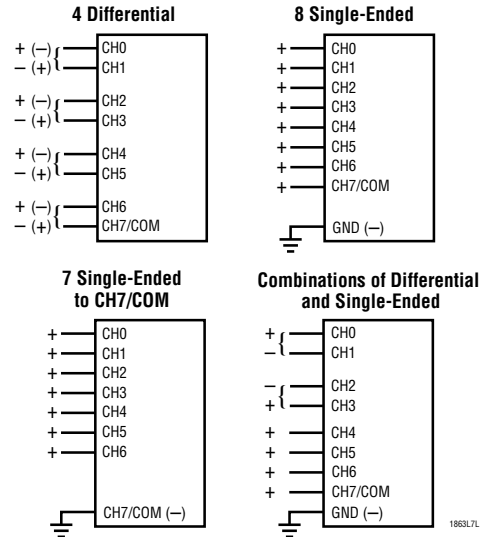 4 Differential
+ (–) { CH0
– (+) CH1
+ (–) { CH2
– (+) CH3
+ (–) { CH4
– (+) CH5
+ (–) { CH6
– (+) CH7/COM
8 Single-Ended
+ CH0
+ CH1
+ CH2
+ CH3
+ CH4
+ CH5
+ CH6
+ CH7/COM
GND (–)
7 Single-Ended
to CH7/COM
+ CH0
+ CH1
+ CH2
+ CH3
+ CH4
+ CH5
+ CH6
CH7/COM (–)
Combinations of Differential
and Single-Ended
+ { CH0
– CH1
– { CH2
+ CH3
+ CH4
+ CH5
+ CH6
+ CH7/COM
GND (–)
1863L7L